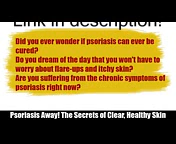 Link in description!
Did you ever wonder if psoriasis can ever be
cured?
Do you dream of the day that you won't have to
worry about flare-ups and itchy skin?
Are you suffering from the chronic symptoms of
psoriasis right now?
Psoriasis Away! The Secrets of Clear, Healthy Skin